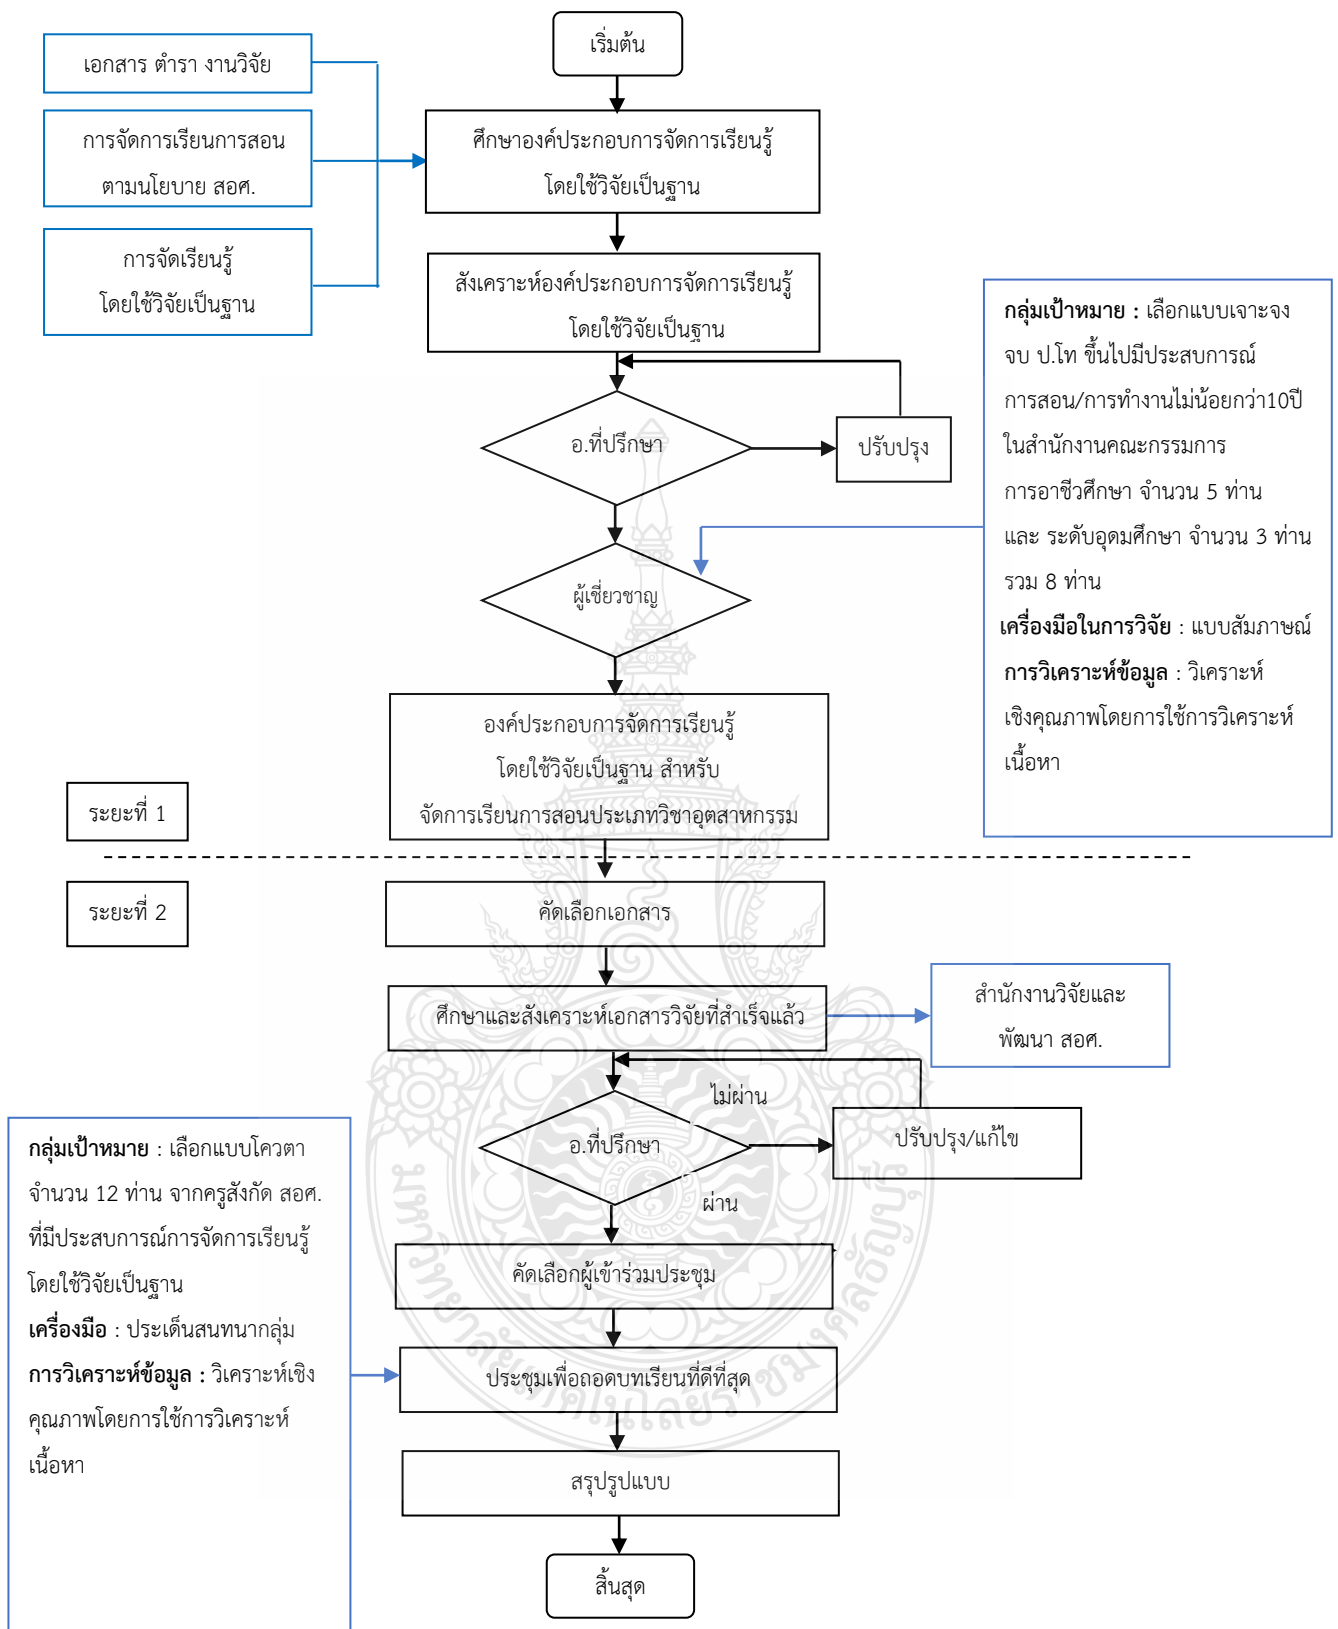 เริ่มต้น
เอกสาร ตำรา งานวิจัย
การจัดการเรียนการสอน
ตามนโยบาย สอศ.
การจัดเรียนรู้
โดยใช้วิจัยเป็นฐาน
ศึกษาองค์ประกอบการจัดการเรียนรู้
โดยใช้วิจัยเป็นฐาน
สังเคราะห์องค์ประกอบการจัดการเรียนรู้
โดยใช้วิจัยเป็นฐาน
อ.ที่ปรึกษา
ปรับปรุง
ผู้เชี่ยวชาญ
กลุ่มเป้าหมาย : เลือกแบบเจาะจง
จบ ป.โท ขึ้นไปมีประสบการณ์
การสอน/การทำงานไม่น้อยกว่า10ปี
ในสำนักงานคณะกรรมการ
การอาชีวศึกษา จำนวน 5 ท่าน
และ ระดับอุดมศึกษา จำนวน 3 ท่าน
รวม 8 ท่าน
เครื่องมือในการวิจัย : แบบสัมภาษณ์
การวิเคราะห์ข้อมูล : วิเคราะห์
เชิงคุณภาพโดยการใช้การวิเคราะห์
เนื้อหา
องค์ประกอบการจัดการเรียนรู้
โดยใช้วิจัยเป็นฐาน สำหรับ
จัดการเรียนการสอนประเภทวิชาอุตสาหกรรม
ระยะที่ 1
ระยะที่ 2
คัดเลือกเอกสาร
ศึกษาและสังเคราะห์เอกสารวิจัยที่สำเร็จแล้ว
สำนักงานวิจัยและ
พัฒนา สอศ.
ไม่ผ่าน
อ.ที่ปรึกษา
ปรับปรุง/แก้ไข
ผ่าน
คัดเลือกผู้เข้าร่วมประชุม
กลุ่มเป้าหมาย : เลือกแบบโควตา
จำนวน 12 ท่าน จากครูสังกัด สอศ.
ที่มีประสบการณ์การจัดการเรียนรู้
โดยใช้วิจัยเป็นฐาน
เครื่องมือ : ประเด็นสนทนากลุ่ม
การวิเคราะห์ข้อมูล : วิเคราะห์เชิง
คุณภาพโดยการใช้การวิเคราะห์
เนื้อหา
ประชุมเพื่อถอดบทเรียนที่ดีที่สุด
สรุปรูปแบบ
สิ้นสุด
มหาวิทยาลัยเทคโนโลยีราชมงคลธัญบุรี